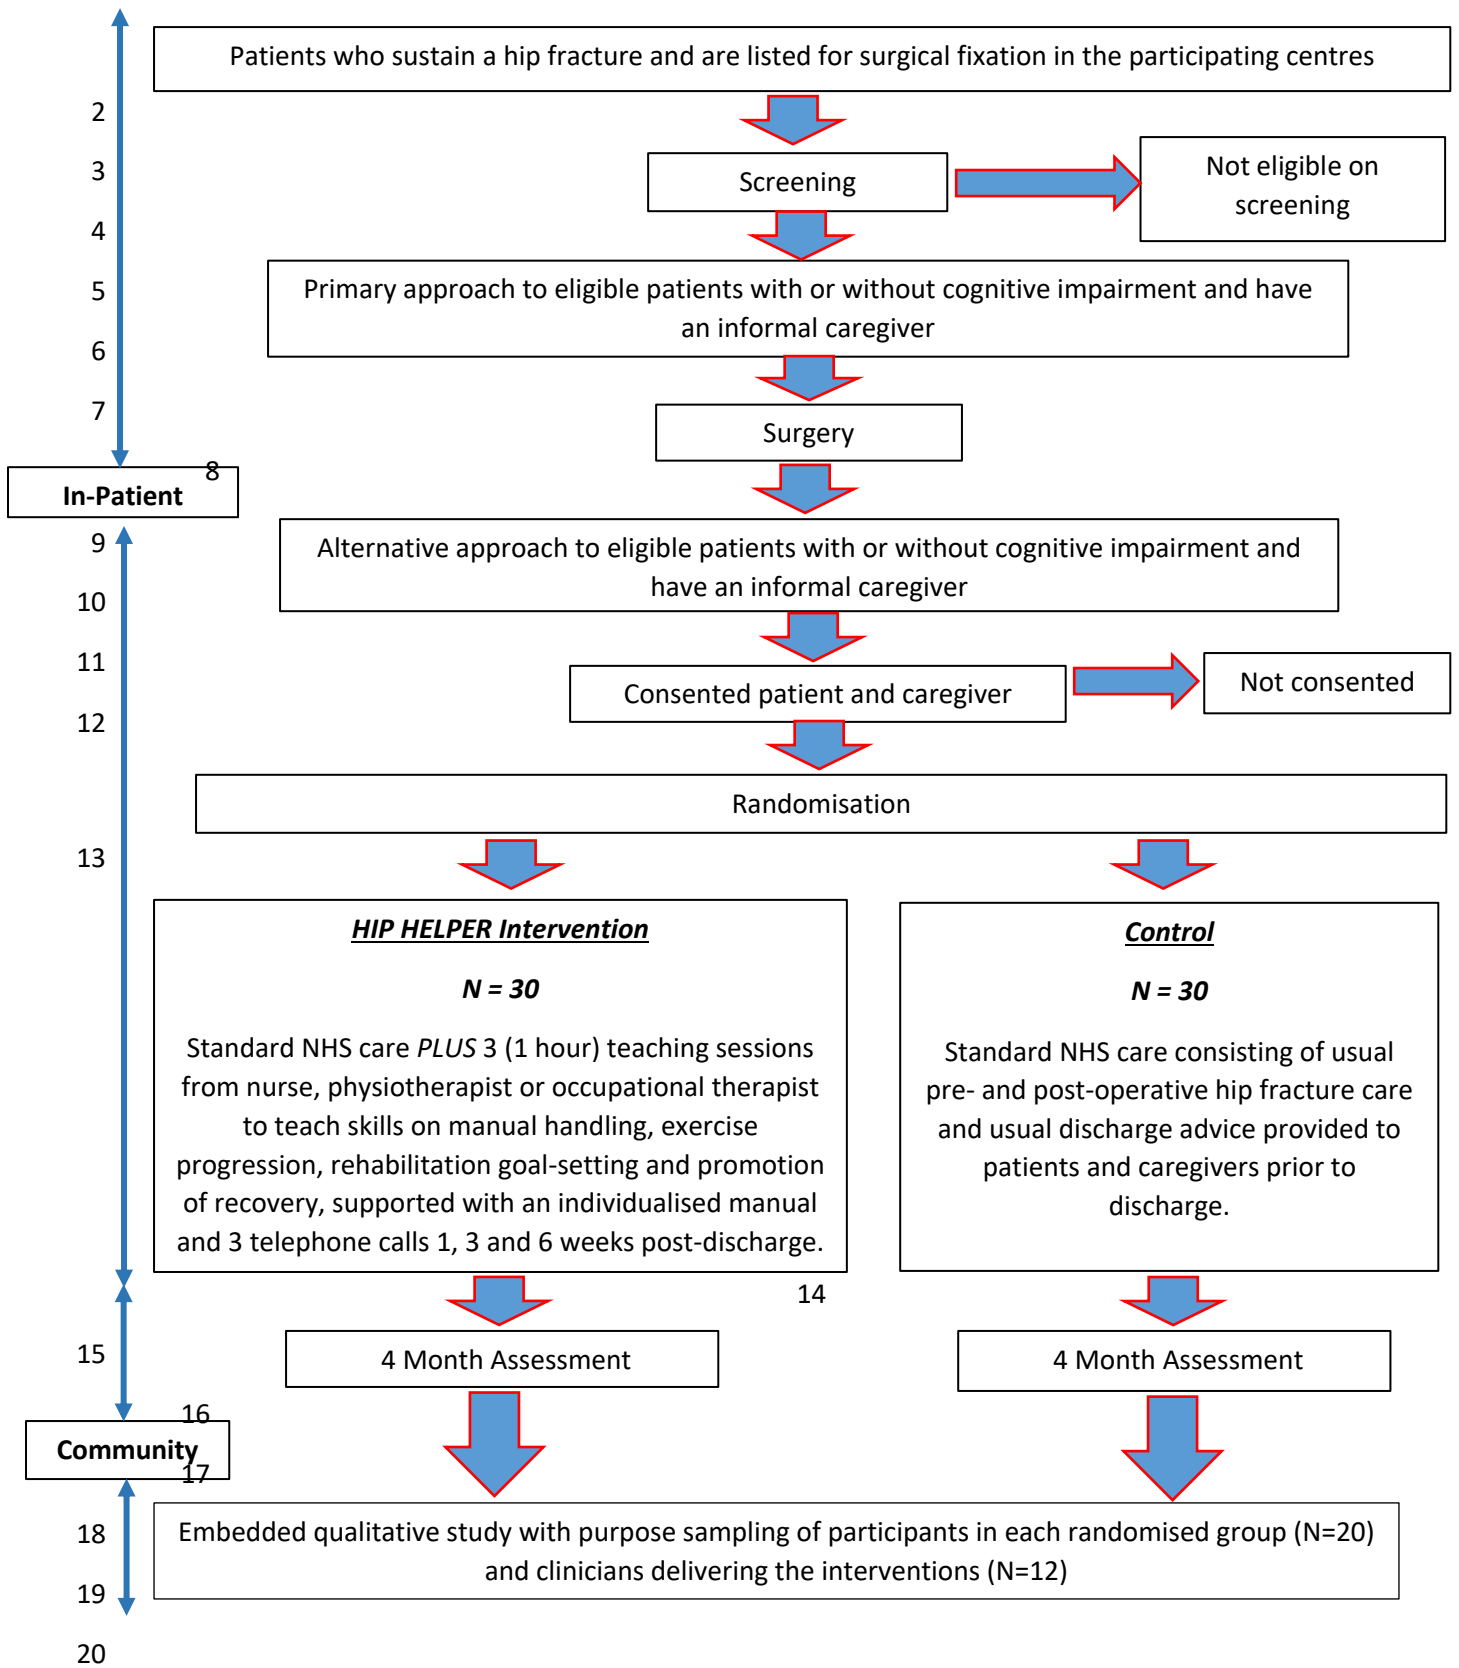 Patients who sustain a hip fracture and are listed for surgical fixation in the participating centres
2
3
Screening
Not eligible on
screening
4
5
Primary approach to eligible patients with or without cognitive impairment and have
an informal caregiver
6
7
Surgery
8
In-Patient
9
Alternative approach to eligible patients with or without cognitive impairment and
have an informal caregiver
10
11
Consented patient and caregiver
Not consented
12
Randomisation
13
HIP HELPER Intervention
N = 30
Standard NHS care PLUS 3 (1 hour) teaching sessions
from nurse, physiotherapist or occupational therapist
to teach skills on manual handling, exercise
progression, rehabilitation goal-setting and promotion
of recovery, supported with an individualised manual
and 3 telephone calls 1, 3 and 6 weeks post-discharge.
Control
N = 30
Standard NHS care consisting of usual
pre- and post-operative hip fracture care
and usual discharge advice provided to
patients and caregivers prior to
discharge.
14
15
4 Month Assessment
4 Month Assessment
16
Community
17
18
Embedded qualitative study with purpose sampling of participants in each randomised group (N=20)
and clinicians delivering the interventions (N=12)
19
20